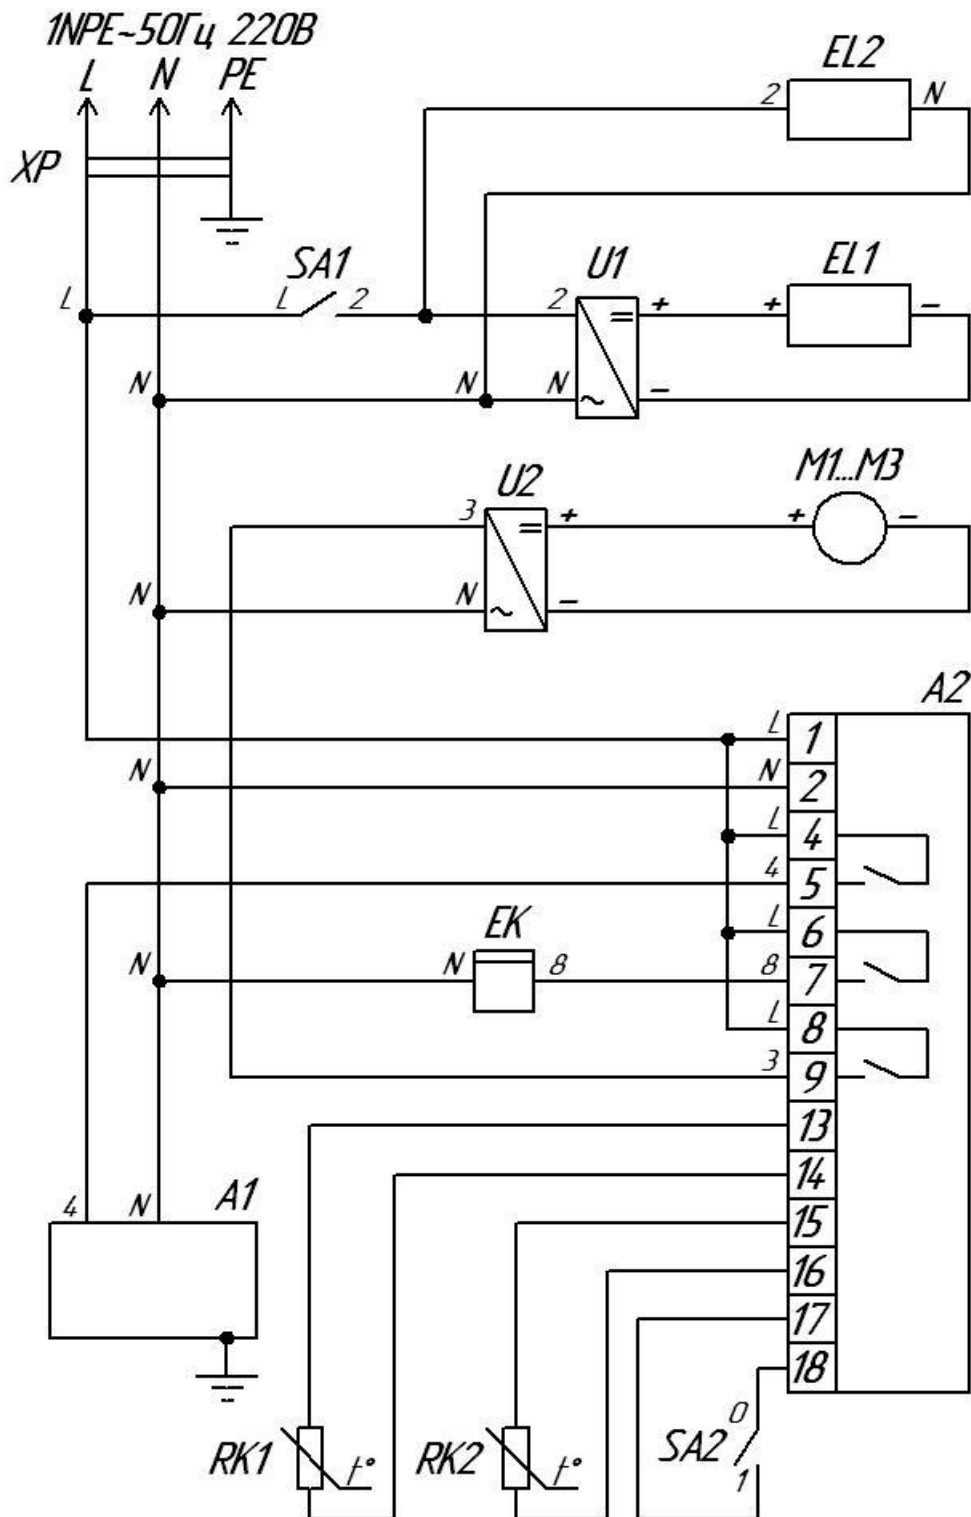 1NPE~50Гц 220В
L N PE
EL2
2 N
XP
SA1 U1 EL1
L L 2 2 = + + -
N N N ~ -
U2 M1...M3
3 = + + -
N N ~ -
A2
L 1
N N 2
L 4
4 5
EK L 6
N N 8 8 7
L 8
3 9
13
14
4 N A1 15
16
17
18
RK1 t° RK2 t° SA2 0
1